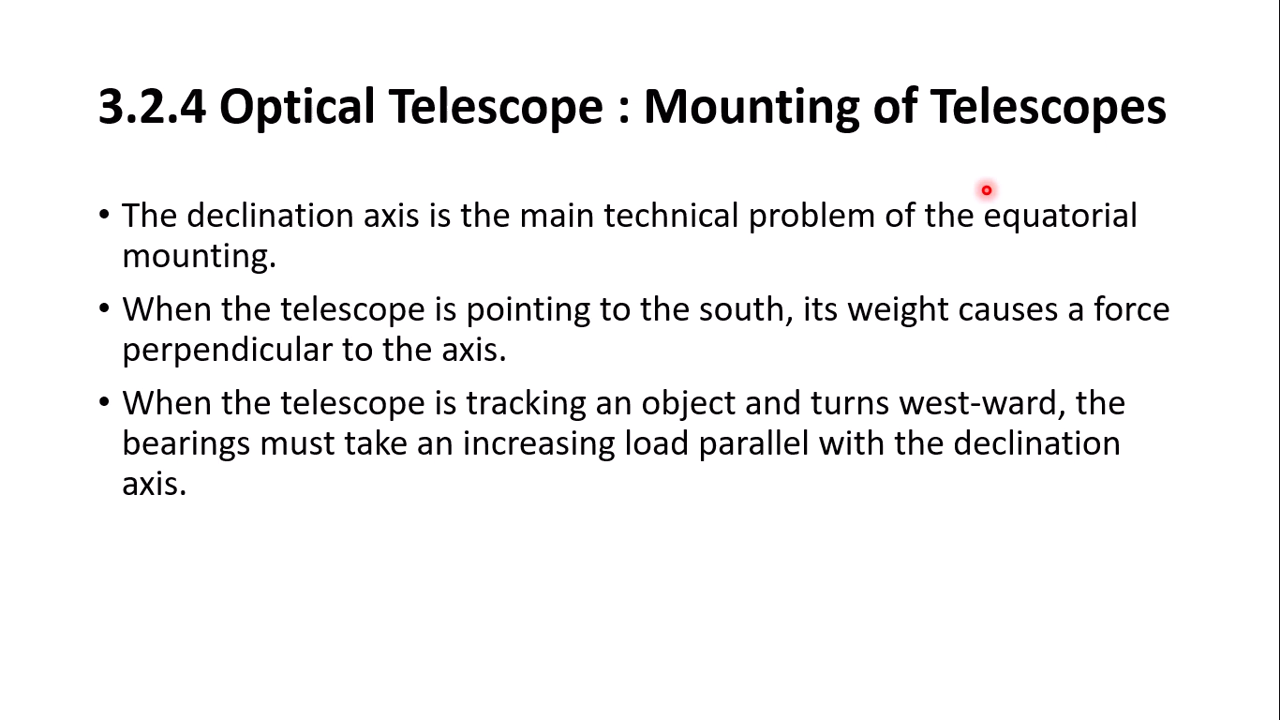 3.2.4 Optical Telescope : Mounting of Telescopes
• The declination axis is the main technical problem of the equatorial
mounting.
• When the telescope is pointing to the south, its weight causes a force
perpendicular to the axis.
• When the telescope is tracking an object and turns west-ward, the
bearings must take an increasing load parallel with the declination
axis.